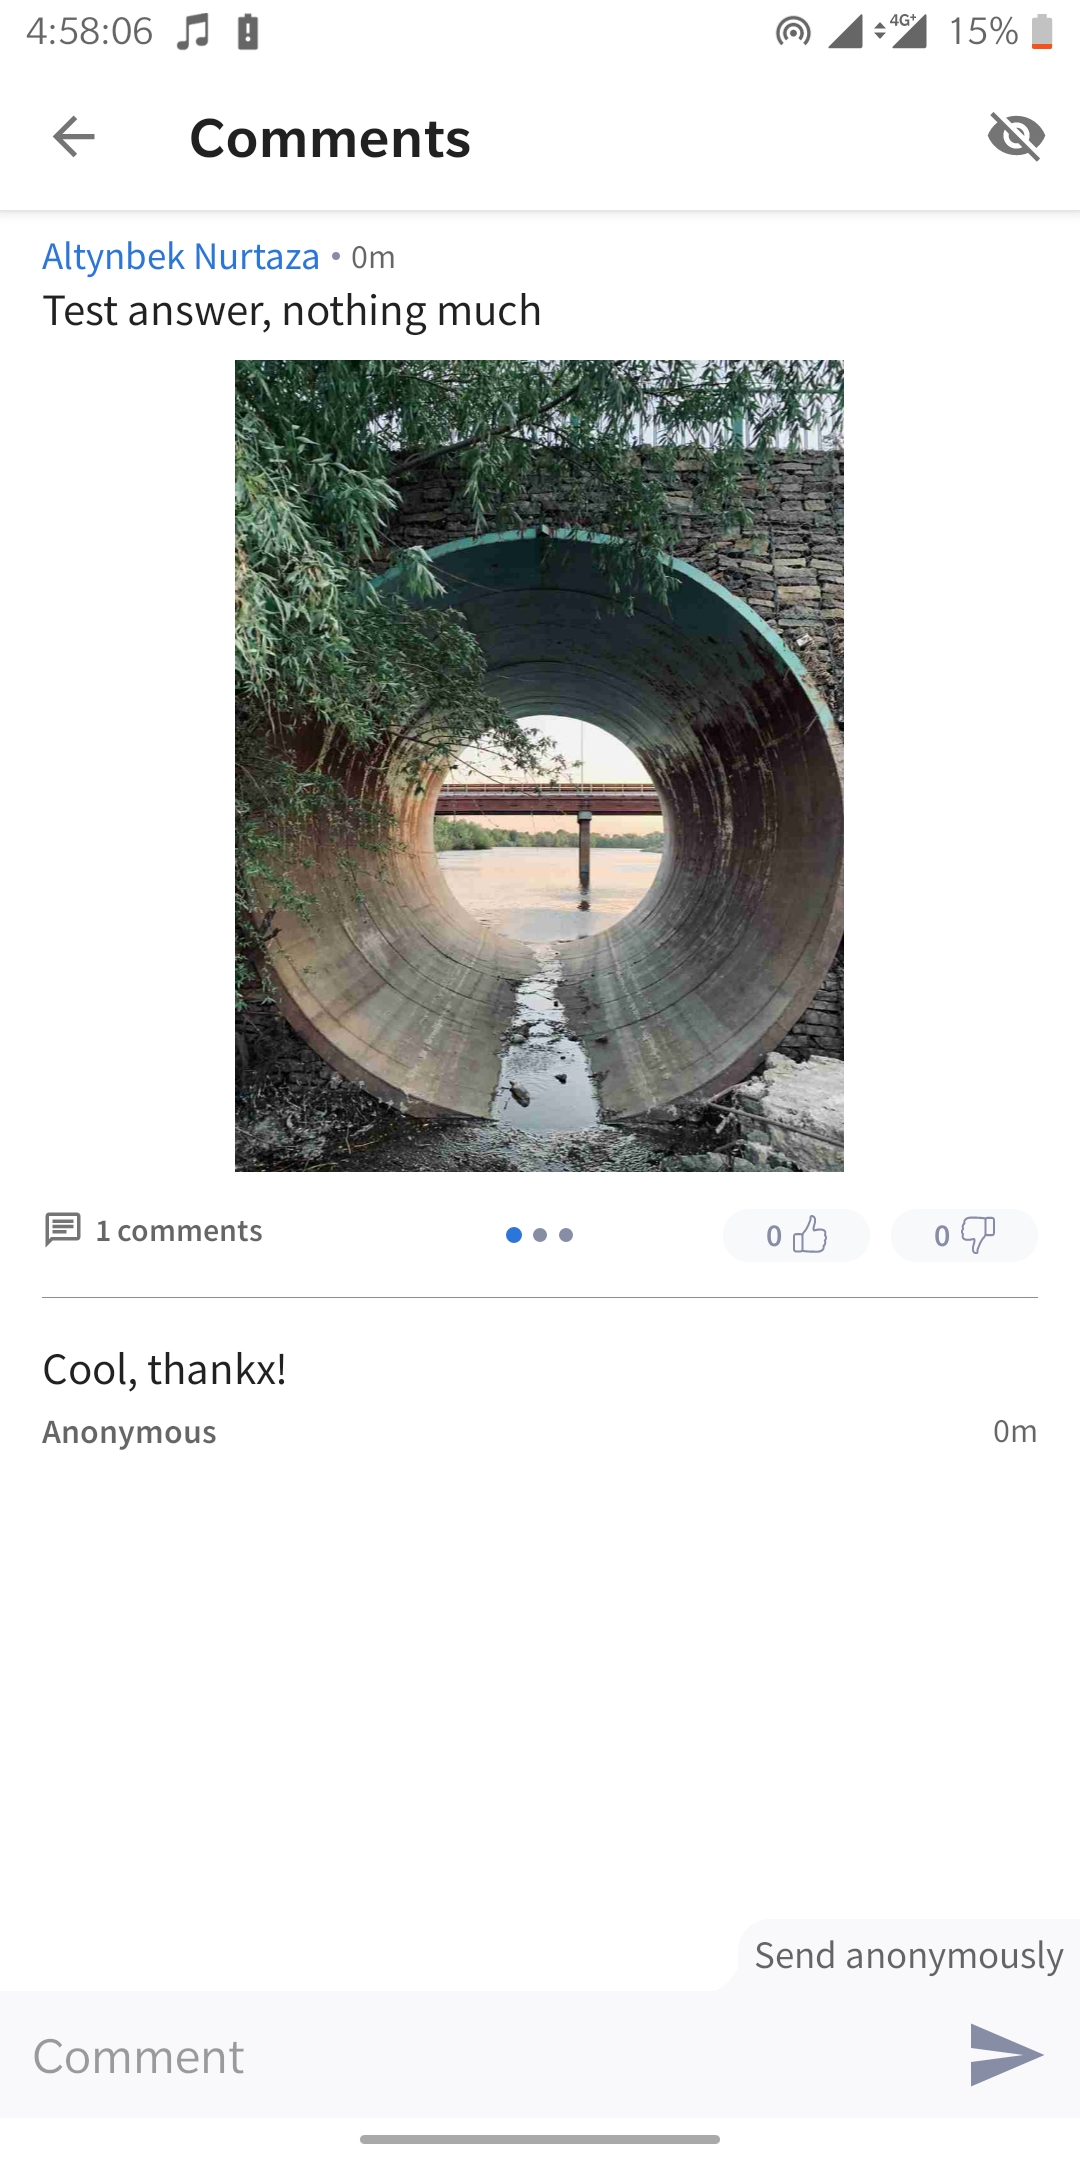 4:58:06 4G+ 15%
Comments
Altynbek Nurtaza • 0m
Test answer, nothing much
1 comments 0 0
Cool, thankx!
Anonymous 0m
Send anonymously
Comment